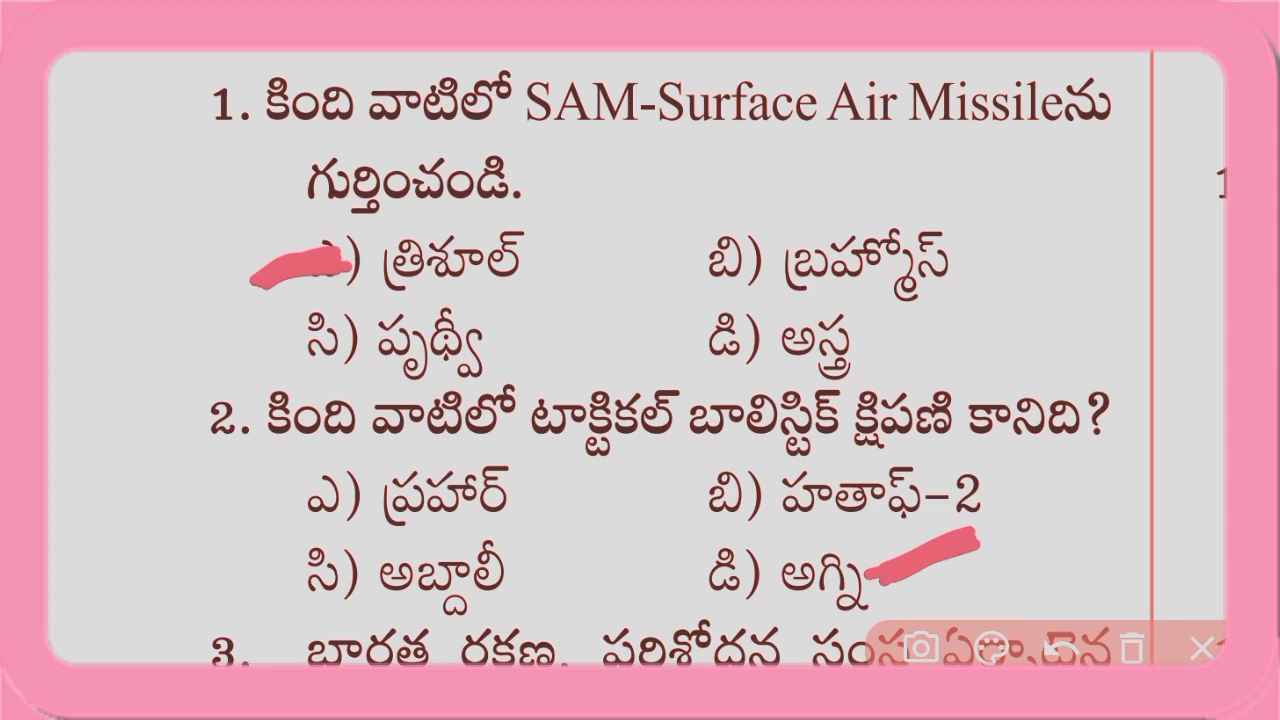 1. కింది వాటిలో SAM-Surface Air Missileను
గుర్తించండి.
) త్రిశూల్ బి) బ్రహ్మోస్
సి) పృథ్వీ డి) అస్త్ర
2. కింది వాటిలో టాక్టికల్ బాలిస్టిక్ క్షిపణి కానిది?
ఎ) ప్రహార్ బి) హతాఫ్-2
సి) అబ్దాలీ డి) అగ్ని
3. భారత రక్షణ పరిశోధన